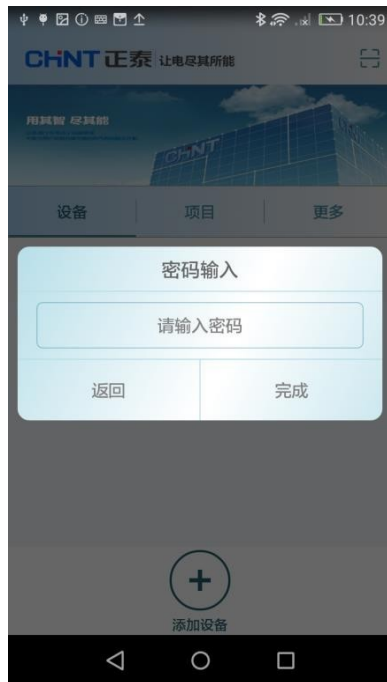 10:39
CHNT 正泰 让电尽其所能
用其智 尽其能
CHNT
设备 项目 更多
密码输入
请输入密码
返回 完成
添加设备